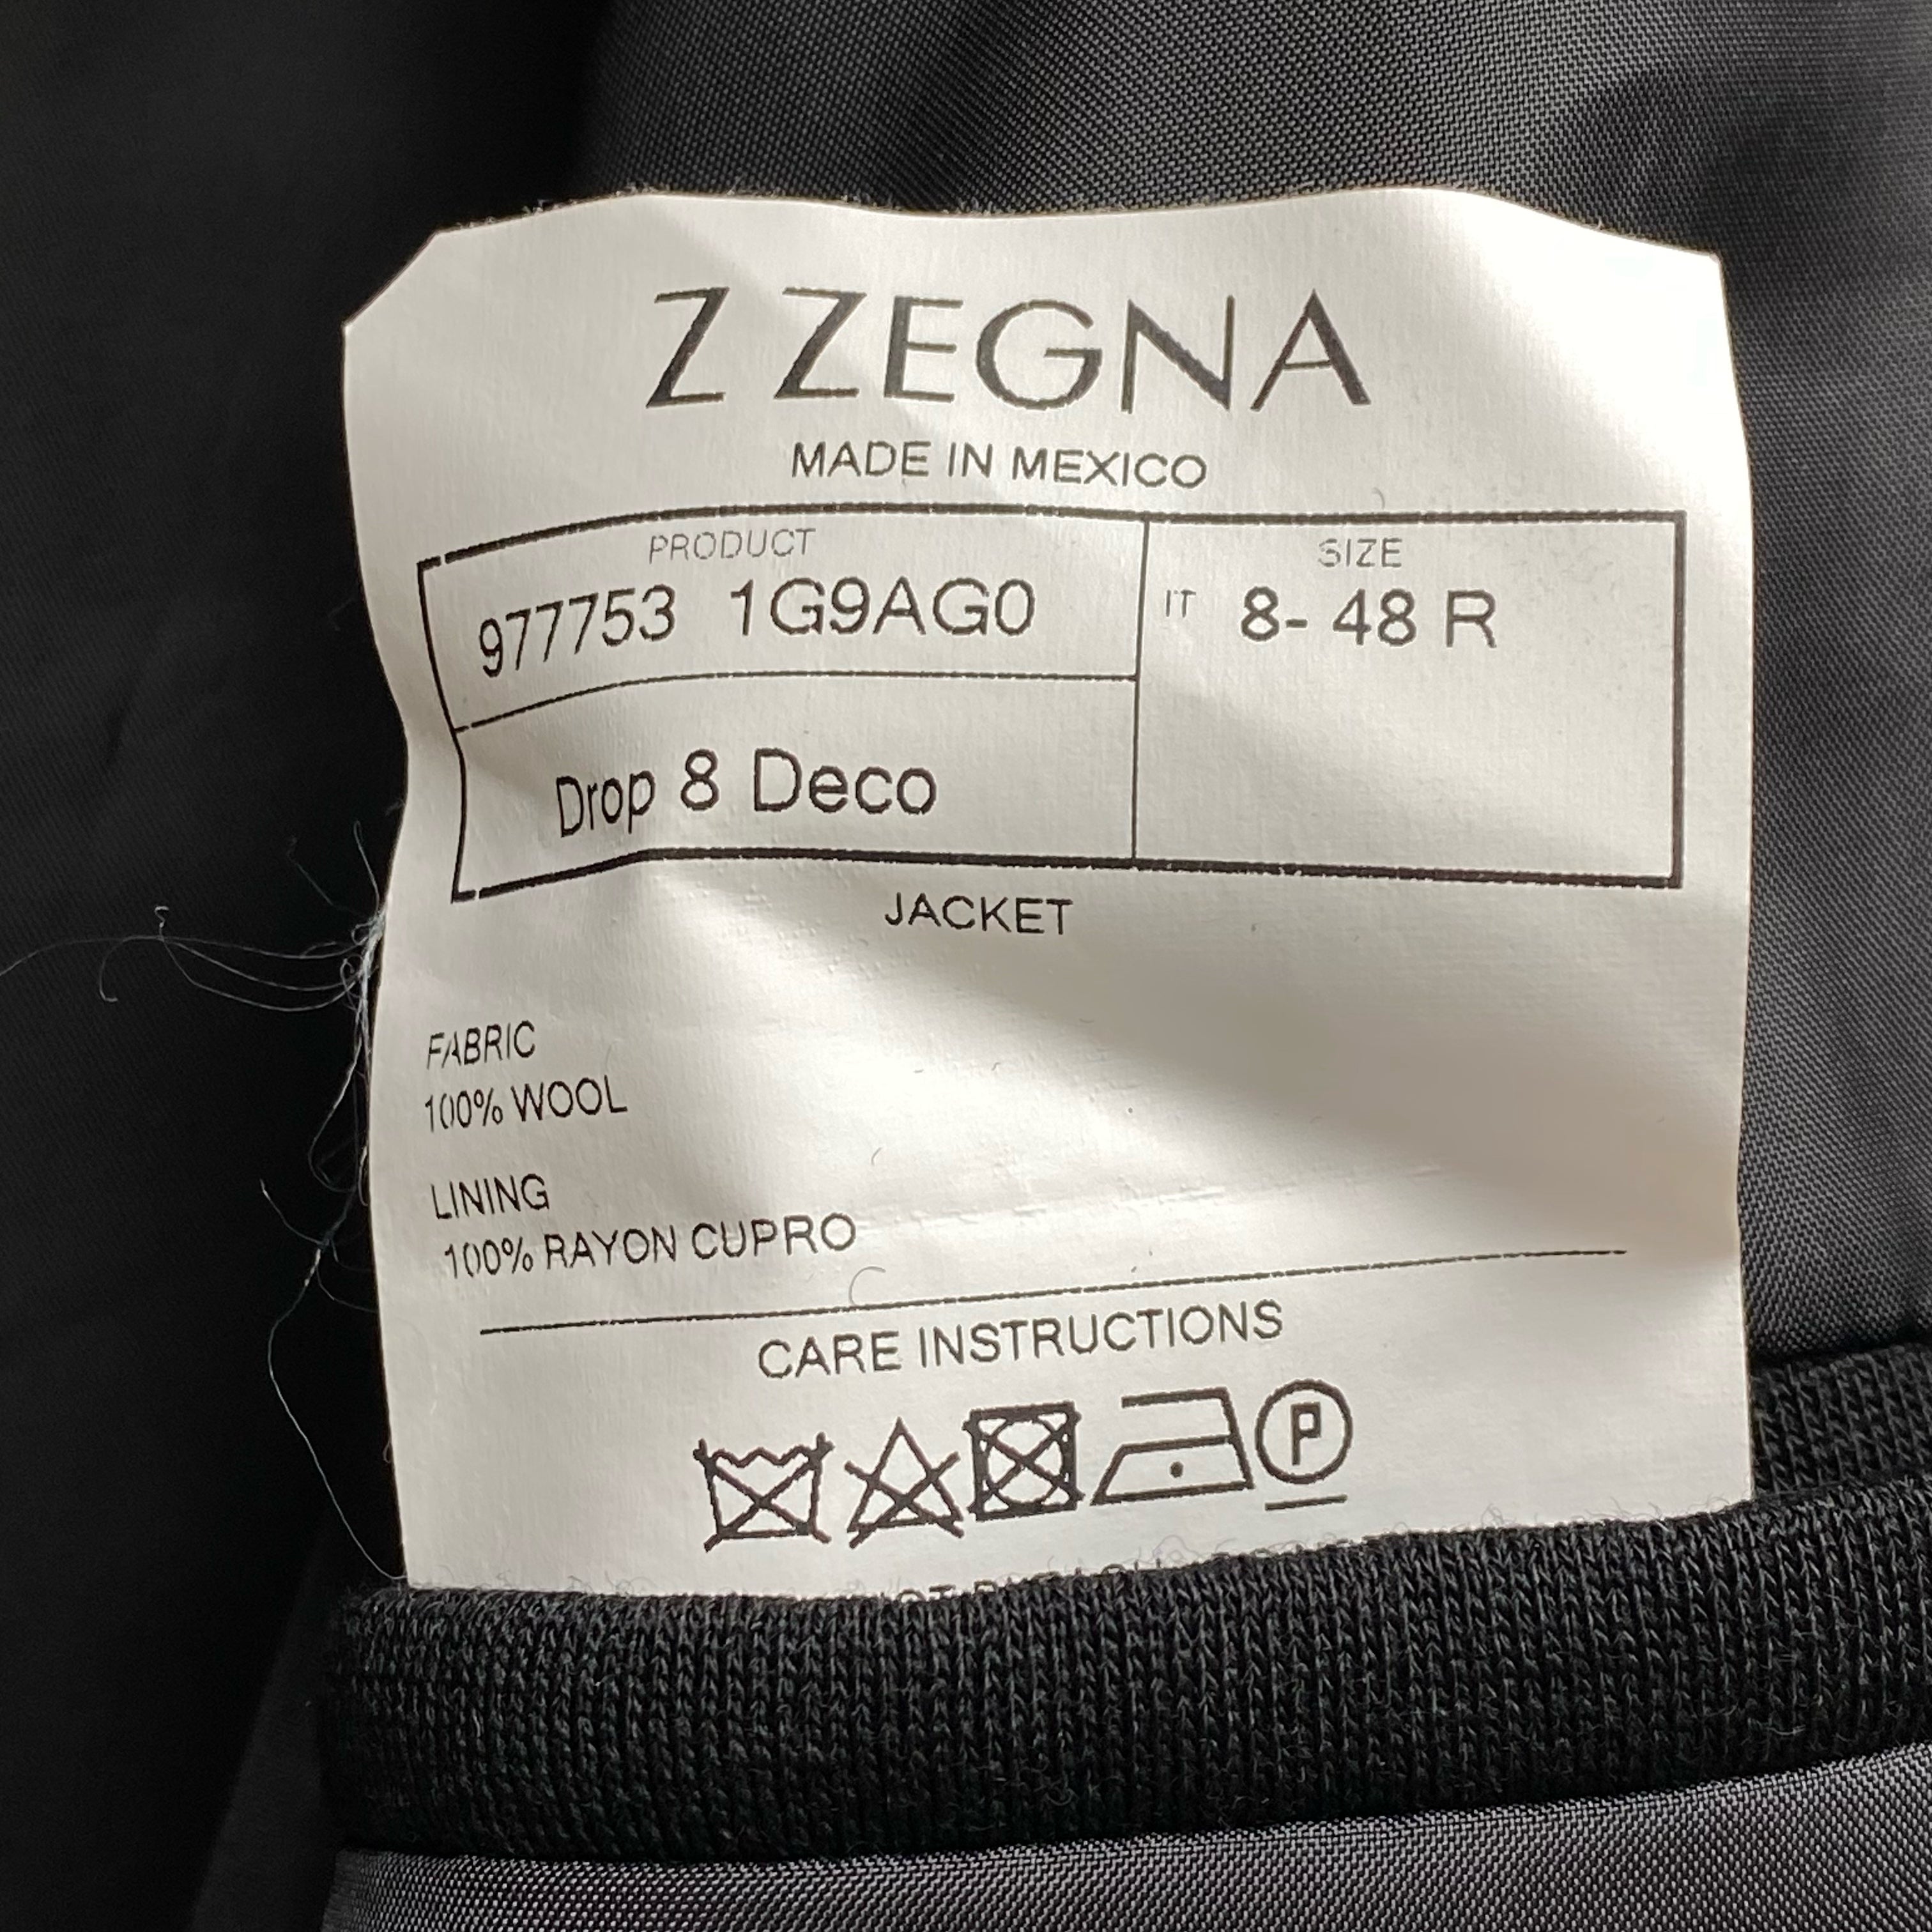 Z ZEGNA
MADE IN MEXICO
PRODUCT
977753 1G9AG0
SIZE
IT 8- 48 R
Drop 8 Deco
JACKET
FABRIC
100% WOOL
LINING
100% RAYON CUPRO
CARE INSTRUCTIONS
P